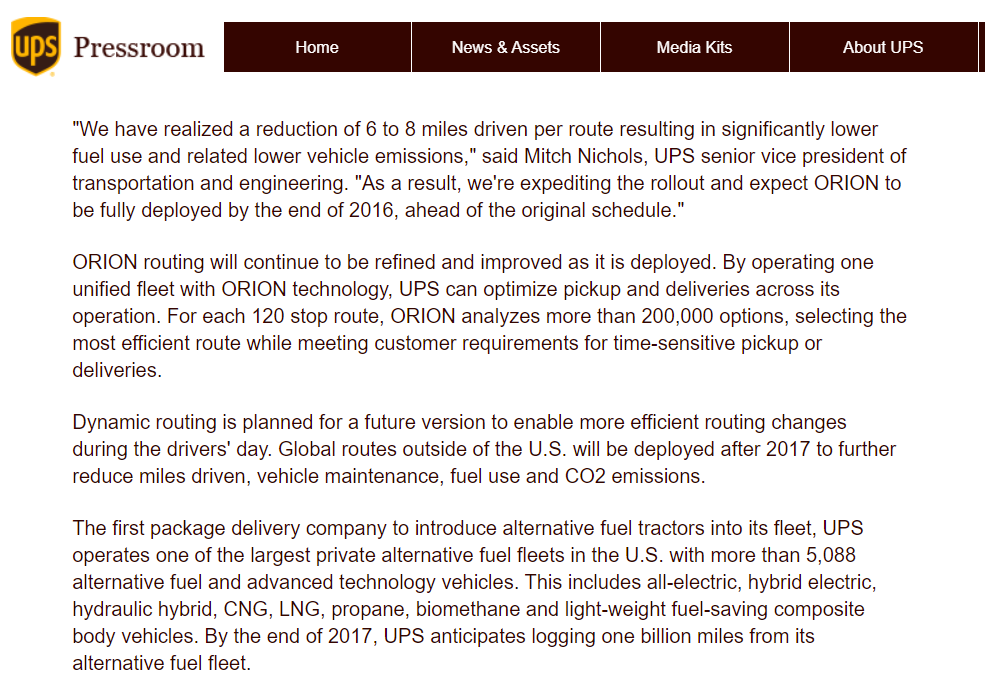 ups Pressroom Home News & Assets Media Kits About UPS
"We have realized a reduction of 6 to 8 miles driven per route resulting in significantly lower
fuel use and related lower vehicle emissions," said Mitch Nichols, UPS senior vice president of
transportation and engineering. "As a result, we're expediting the rollout and expect ORION to
be fully deployed by the end of 2016, ahead of the original schedule."
ORION routing will continue to be refined and improved as it is deployed. By operating one
unified fleet with ORION technology, UPS can optimize pickup and deliveries across its
operation. For each 120 stop route, ORION analyzes more than 200,000 options, selecting the
most efficient route while meeting customer requirements for time-sensitive pickup or
deliveries.
Dynamic routing is planned for a future version to enable more efficient routing changes
during the drivers' day. Global routes outside of the U.S. will be deployed after 2017 to further
reduce miles driven, vehicle maintenance, fuel use and CO2 emissions.
The first package delivery company to introduce alternative fuel tractors into its fleet, UPS
operates one of the largest private alternative fuel fleets in the U.S. with more than 5,088
alternative fuel and advanced technology vehicles. This includes all-electric, hybrid electric,
hydraulic hybrid, CNG, LNG, propane, biomethane and light-weight fuel-saving composite
body vehicles. By the end of 2017, UPS anticipates logging one billion miles from its
alternative fuel fleet.